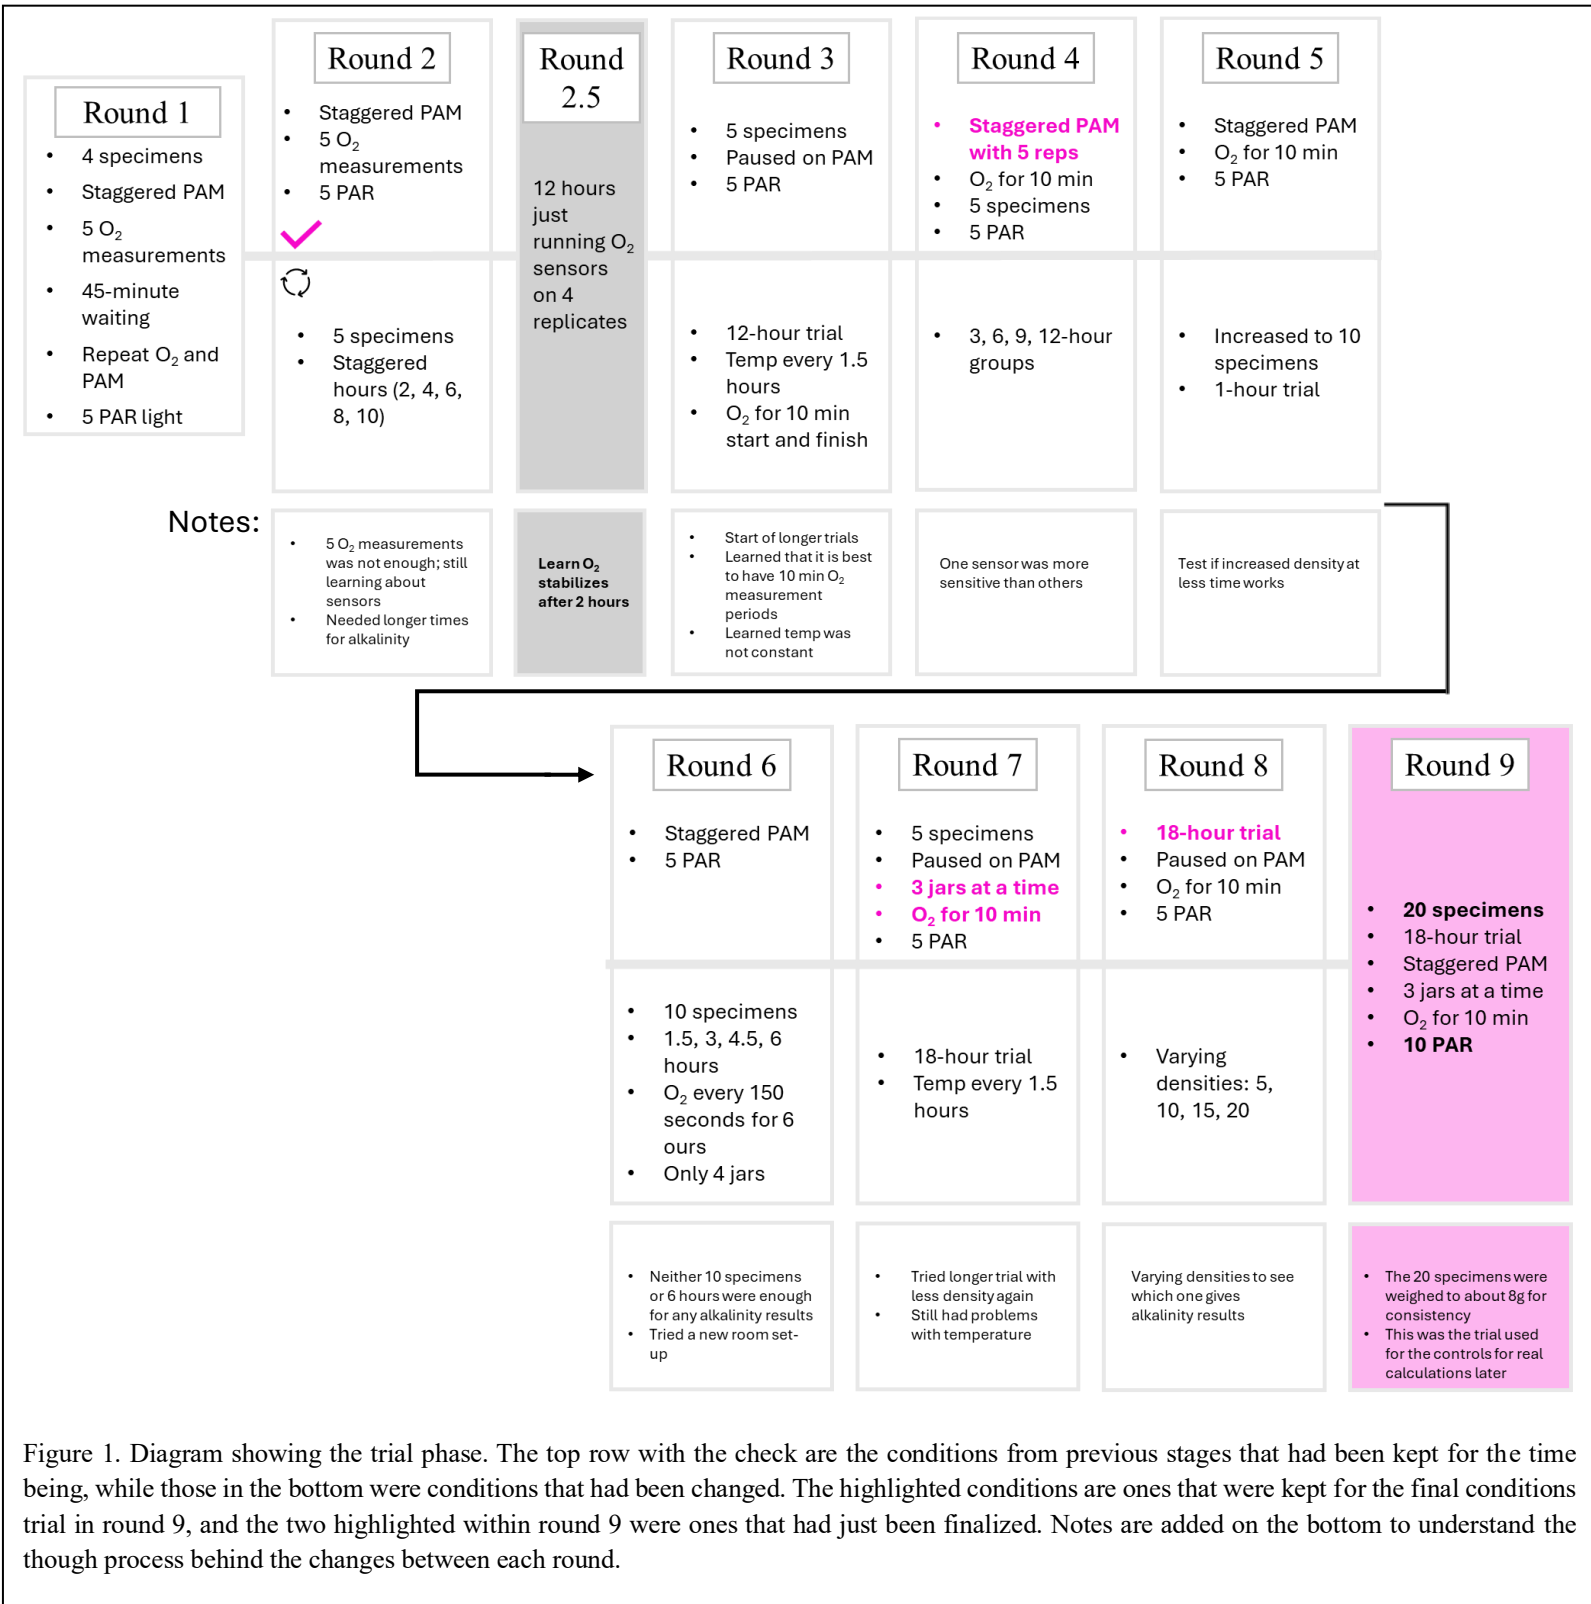 Round 1
• 4 specimens
• Staggered PAM
• 5 O₂
measurements
• 45-minute
waiting
• Repeat O₂ and
PAM
• 5 PAR light
Round 2
• Staggered PAM
• 5 O₂
measurements
• 5 PAR
• 5 specimens
• Staggered
hours (2, 4, 6,
8, 10)
Round
2.5
12 hours
just
running O₂
sensors
on 4
replicates
Round 3
• 5 specimens
• Paused on PAM
• 5 PAR
• 12-hour trial
• Temp every 1.5
hours
• O₂ for 10 min
start and finish
Round 4
• Staggered PAM
with 5 reps
• O₂ for 10 min
• 5 specimens
• 5 PAR
• 3, 6, 9, 12-hour
groups
Round 5
• Staggered PAM
• O₂ for 10 min
• 5 PAR
• Increased to 10
specimens
• 1-hour trial
Notes:
• 5 O₂ measurements
was not enough; still
learning about
sensors
• Needed longer times
for alkalinity
Learn O₂
stabilizes
after 2 hours
• Start of longer trials
• Learned that it is best
to have 10 min O₂
measurement
periods
• Learned temp was
not constant
One sensor was more
sensitive than others
Test if increased density at
less time works
Round 6
• Staggered PAM
• 5 PAR
• 10 specimens
• 1.5, 3, 4.5, 6
hours
• O₂ every 150
seconds for 6
ours
• Only 4 jars
Round 7
• 5 specimens
• Paused on PAM
• 3 jars at a time
• O₂ for 10 min
• 5 PAR
• 18-hour trial
• Temp every 1.5
hours
Round 8
• 18-hour trial
• Paused on PAM
• O₂ for 10 min
• 5 PAR
• Varying
densities: 5,
10, 15, 20
Round 9
• 20 specimens
• 18-hour trial
• Staggered PAM
• 3 jars at a time
• O₂ for 10 min
• 10 PAR
• Neither 10 specimens
or 6 hours were enough
for any alkalinity results
• Tried a new room set-
up
• Tried longer trial with
less density again
• Still had problems
with temperature
Varying densities to see
which one gives
alkalinity results
• The 20 specimens were
weighed to about 8g for
consistency
• This was the trial used
for the controls for real
calculations later
Figure 1. Diagram showing the trial phase. The top row with the check are the conditions from previous stages that had been kept for the time
being, while those in the bottom were conditions that had been changed. The highlighted conditions are ones that were kept for the final conditions
trial in round 9, and the two highlighted within round 9 were ones that had just been finalized. Notes are added on the bottom to understand the
though process behind the changes between each round.